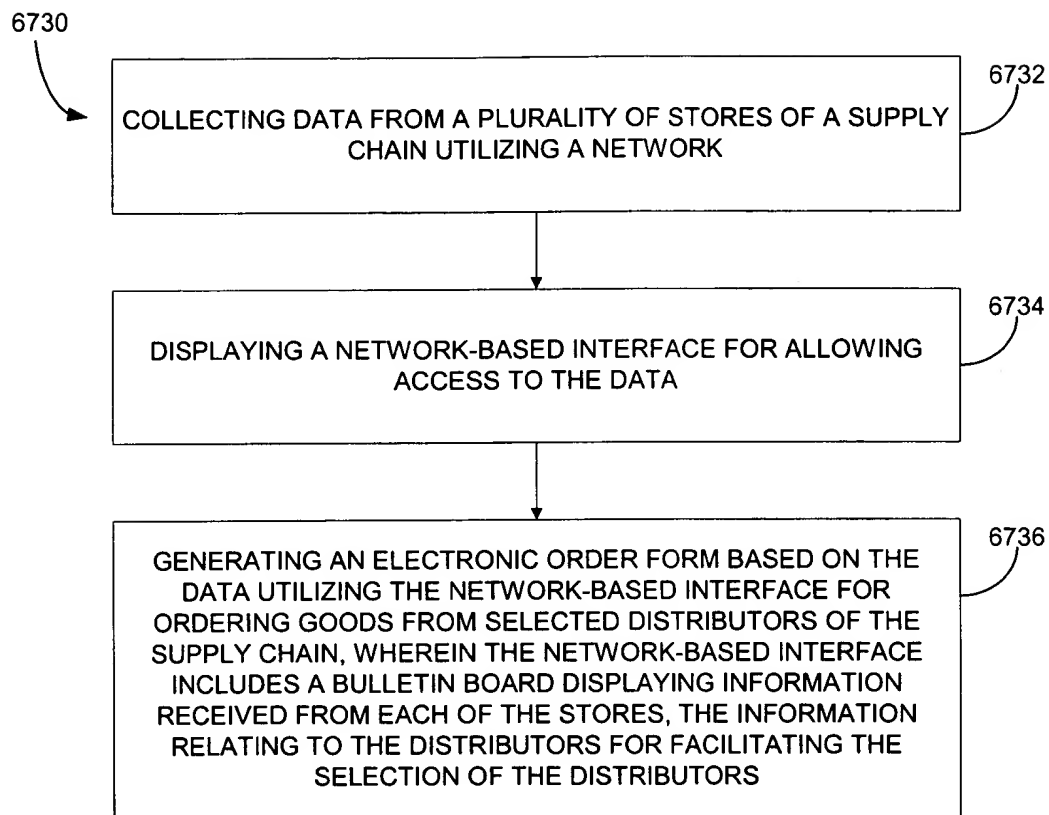 6730
6732
COLLECTING DATA FROM A PLURALITY OF STORES OF A SUPPLY
CHAIN UTILIZING A NETWORK
6734
DISPLAYING A NETWORK-BASED INTERFACE FOR ALLOWING
ACCESS TO THE DATA
6736
GENERATING AN ELECTRONIC ORDER FORM BASED ON THE
DATA UTILIZING THE NETWORK-BASED INTERFACE FOR
ORDERING GOODS FROM SELECTED DISTRIBUTORS OF THE
SUPPLY CHAIN, WHEREIN THE NETWORK-BASED INTERFACE
INCLUDES A BULLETIN BOARD DISPLAYING INFORMATION
RECEIVED FROM EACH OF THE STORES, THE INFORMATION
RELATING TO THE DISTRIBUTORS FOR FACILITATING THE
SELECTION OF THE DISTRIBUTORS